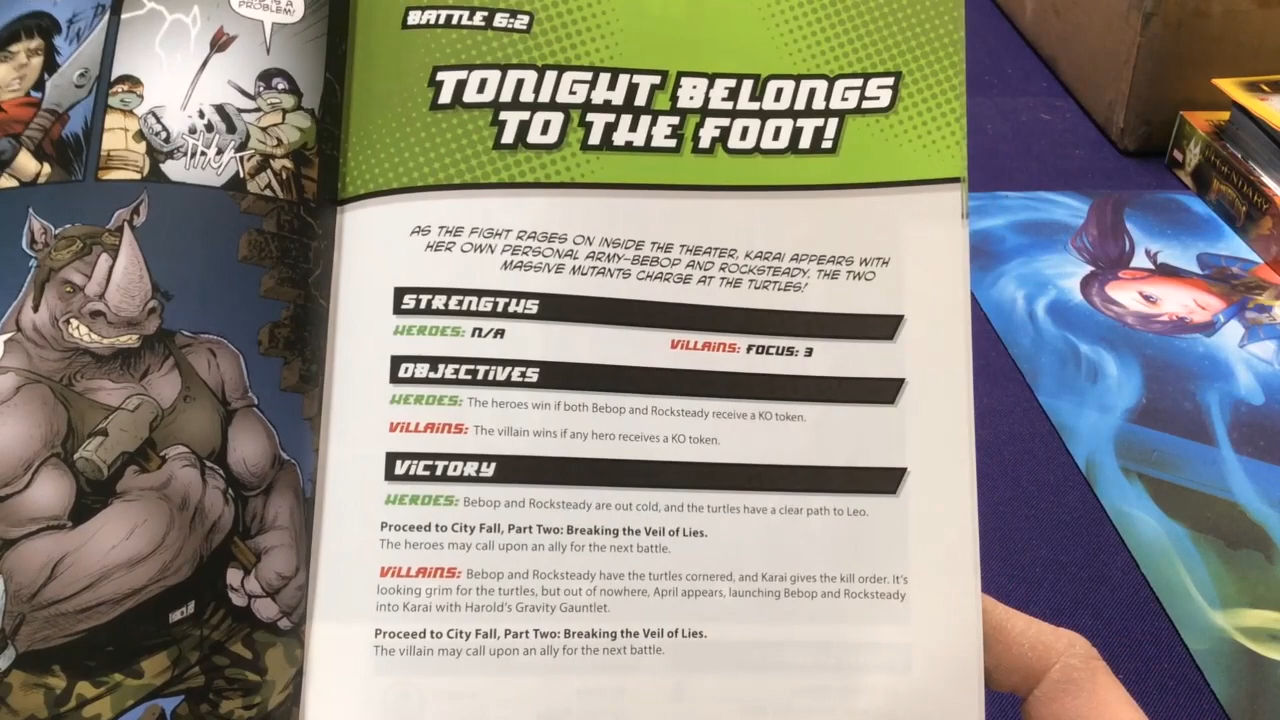 IS A
PROBLEM!
THUK
BATTLE 6:2
TONIGHT BELONGS
TO THE FOOT!
AS THE FIGHT RAGES ON INSIDE THE THEATER, KARAI APPEARS WITH
HER OWN PERSONAL ARMY–BEBOP AND ROCKSTEADY. THE TWO
MASSIVE MUTANTS CHARGE AT THE TURTLES!
STRENGTHS
HEROES: N/A
VILLAINS: FOCUS: 3
OBJECTIVES
HEROES: The heroes win if both Bebop and Rocksteady receive a KO token.
VILLAINS: The villain wins if any hero receives a KO token.
VICTORY
HEROES: Bebop and Rocksteady are out cold, and the turtles have a clear path to Leo.
Proceed to City Fall, Part Two: Breaking the Veil of Lies.
The heroes may call upon an ally for the next battle.
VILLAINS: Bebop and Rocksteady have the turtles cornered, and Karai gives the kill order. It's
looking grim for the turtles, but out of nowhere, April appears, launching Bebop and Rocksteady
into Karai with Harold's Gravity Gauntlet.
Proceed to City Fall, Part Two: Breaking the Veil of Lies.
The villain may call upon an ally for the next battle.
LEGENDARY